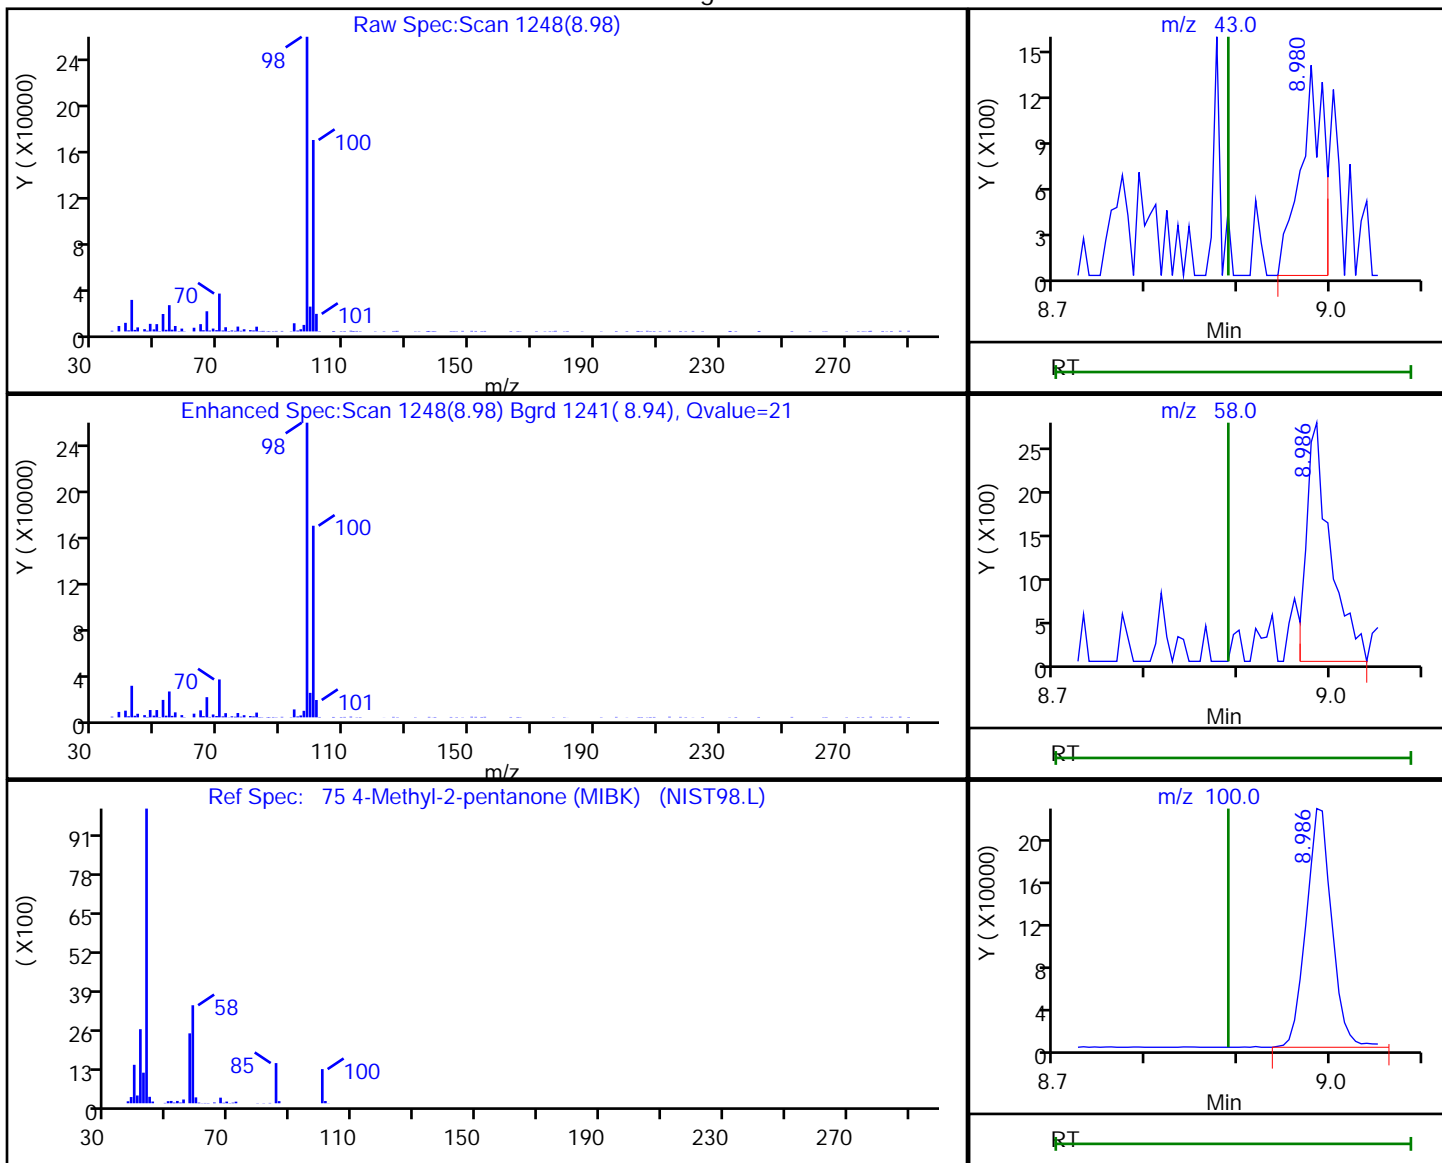 Raw Spec:Scan 1248(8.98)
Y ( X10000)
24
20
16
12
8
4
0
98
100
70
101
30 70 110 150 190 230 270
m/z
m/z 43.0
Y ( X100)
15
12
9
6
3
0
8.980
8.7 9.0
Min
RT
Enhanced Spec:Scan 1248(8.98) Bgrd 1241( 8.94), Qvalue=21
Y ( X10000)
24
20
16
12
8
4
0
98
100
70
101
30 70 110 150 190 230 270
m/z
m/z 58.0
Y ( X100)
25
20
15
10
5
0
8.986
8.7 9.0
Min
RT
Ref Spec: 75 4-Methyl-2-pentanone (MIBK) (NIST98.L)
( X100)
91
78
65
52
39
26
13
0
58
85
100
30 70 110 150 190 230 270
m/z 100.0
Y ( X10000)
20
16
12
8
4
0
8.986
8.7 9.0
Min
RT